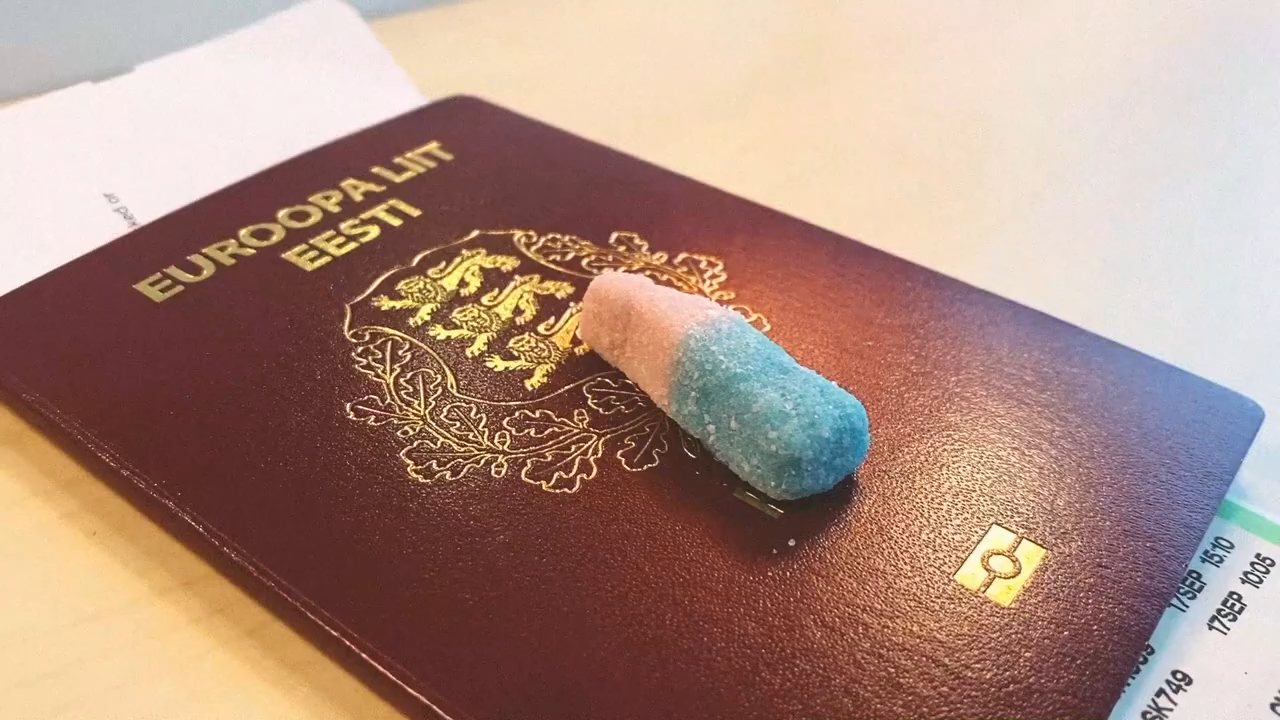 EUROOPA LIIT
EESTI
17SEP 15:10
17SEP 10:05
SK749